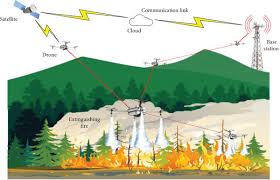 Communication link
Satellite
Cloud
Base
station
Drone
Extinguishing
fire